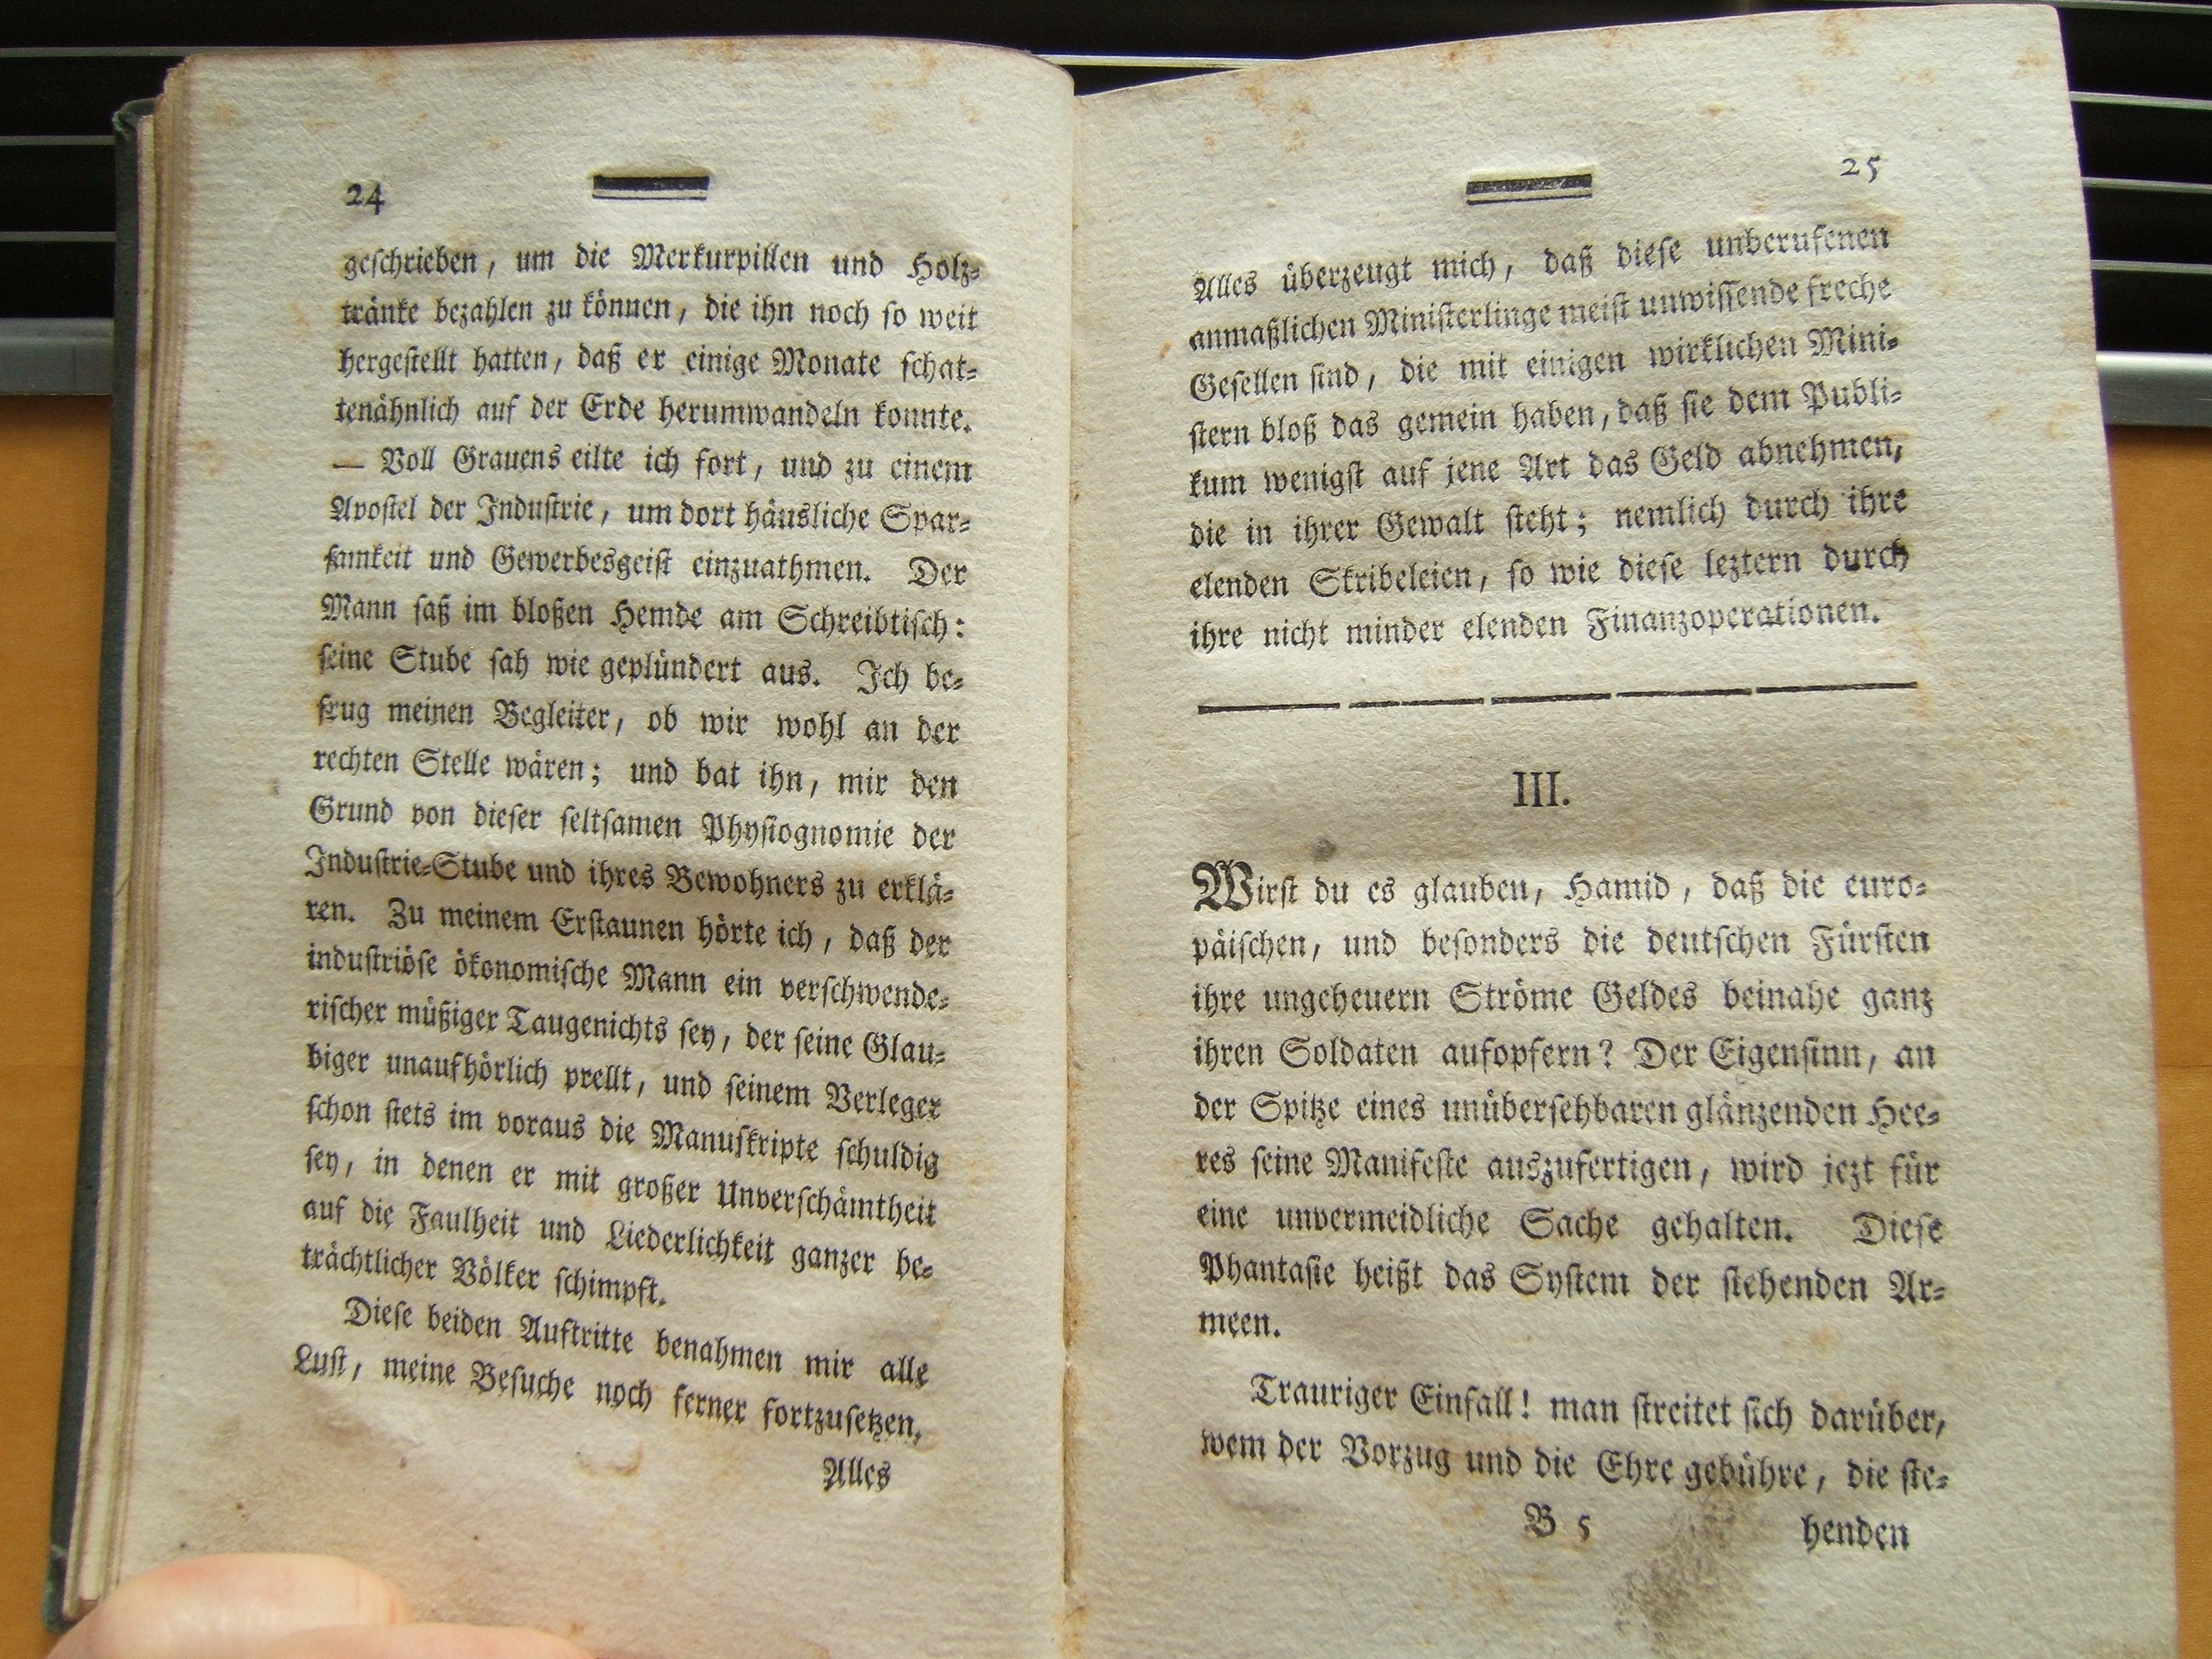 24
geschrieben, um die Merkurpillen und Holz-
tränke bezahlen zu können, die ihn noch so weit
hergestellt hatten, daß er einige Monate schat-
tenähnlich auf der Erde herumwandeln konnte.
— Voll Grauens eilte ich fort, und zu einem
Apostel der Industrie, um dort häusliche Spar-
samkeit und Gewerbesgeist einzuathmen. Der
Mann saß im bloßen Hemde am Schreibtisch:
seine Stube sah wie geplündert aus. Ich be-
frug meinen Begleiter, ob wir wohl an der
rechten Stelle wären; und bat ihn, mir den
Grund von dieser seltsamen Physiognomie der
Industrie-Stube und ihres Bewohners zu erklä-
ren. Zu meinem Erstaunen hörte ich, daß der
industriöse ökonomische Mann ein verschwende-
rischer müßiger Taugenichts sey, der seine Glau-
biger unaufhörlich prellt, und seinem Verleger
schon stets im voraus die Manuskripte schuldig
sey, in denen er mit großer Unverschämtheit
auf die Faulheit und Liederlichkeit ganzer be-
trächtlicher Völker schimpft.
Diese beiden Auftritte benahmen mir alle
Lust, meine Besuche noch ferner fortzusetzen,
Alles
25
Alles überzeugt mich, daß diese unberufenen
anmaßlichen Ministerlinge meist unwissende freche
Gesellen sind, die mit einigen wirklichen Mini-
stern bloß das gemein haben, daß sie dem Publi-
kum wenigst auf jene Art das Geld abnehmen,
die in ihrer Gewalt steht; nemlich durch ihre
elenden Skribeleien, so wie diese leztern durch
ihre nicht minder elenden Finanzoperationen.
III.
Wirst du es glauben, Hamid, daß die euro-
päischen, und besonders die deutschen Fürsten
ihre ungeheuern Ströme Geldes beinahe ganz
ihren Soldaten aufopfern? Der Eigensinn, an
der Spitze eines unübersehbaren glänzenden Hee-
res seine Manifeste auszufertigen, wird jezt für
eine unvermeidliche Sache gehalten. Diese
Phantasie heißt das System der stehenden Ar-
meen.
Trauriger Einfall! man streitet sich darüber,
wem der Vorzug und die Ehre gebühre, die ste-
B 5
henden